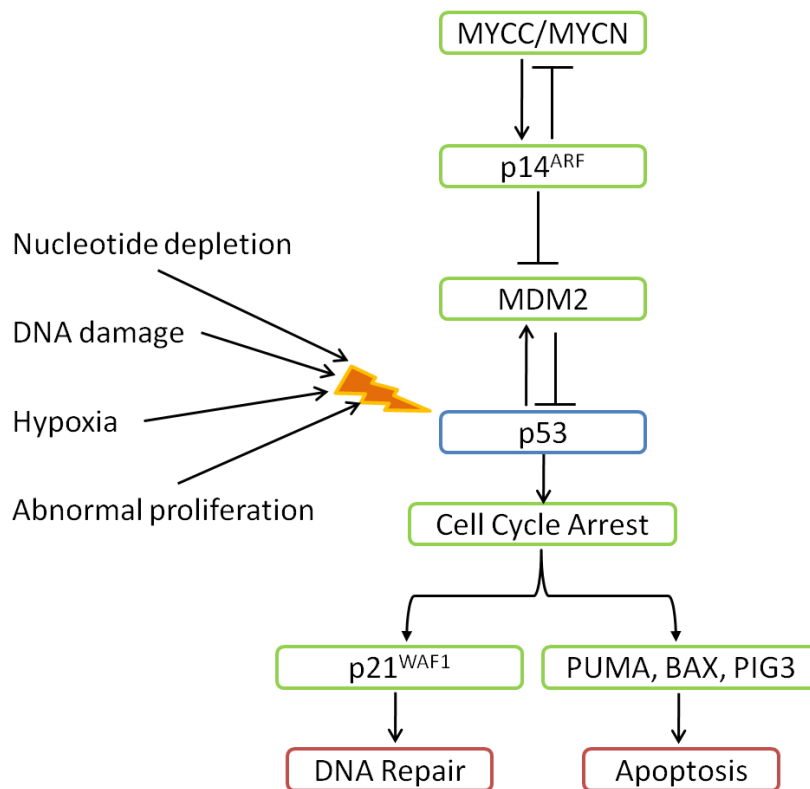 MYCC/MYCN
p14ARF
Nucleotide depletion
MDM2
DNA damage
Hypoxia
p53
Abnormal proliferation
Cell Cycle Arrest
p21WAF1
PUMA, BAX, PIG3
DNA Repair
Apoptosis